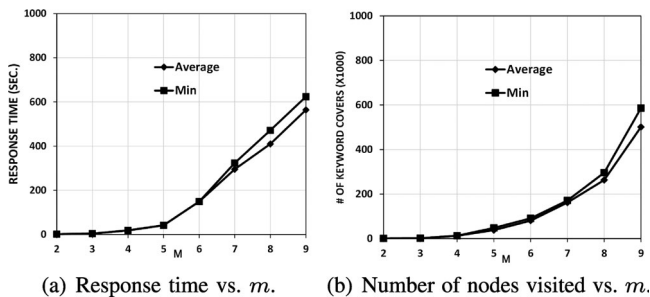 1000
800
600
400
200
0
RESPONSE TIME (SEC.)
Average
Min
2 3 4 5 6 7 8 9
M
(a) Response time vs. m.
1000
800
600
400
200
0
# OF KEYWORD COVERS (X1000)
Average
Min
2 3 4 5 6 7 8 9
M
(b) Number of nodes visited vs. m.